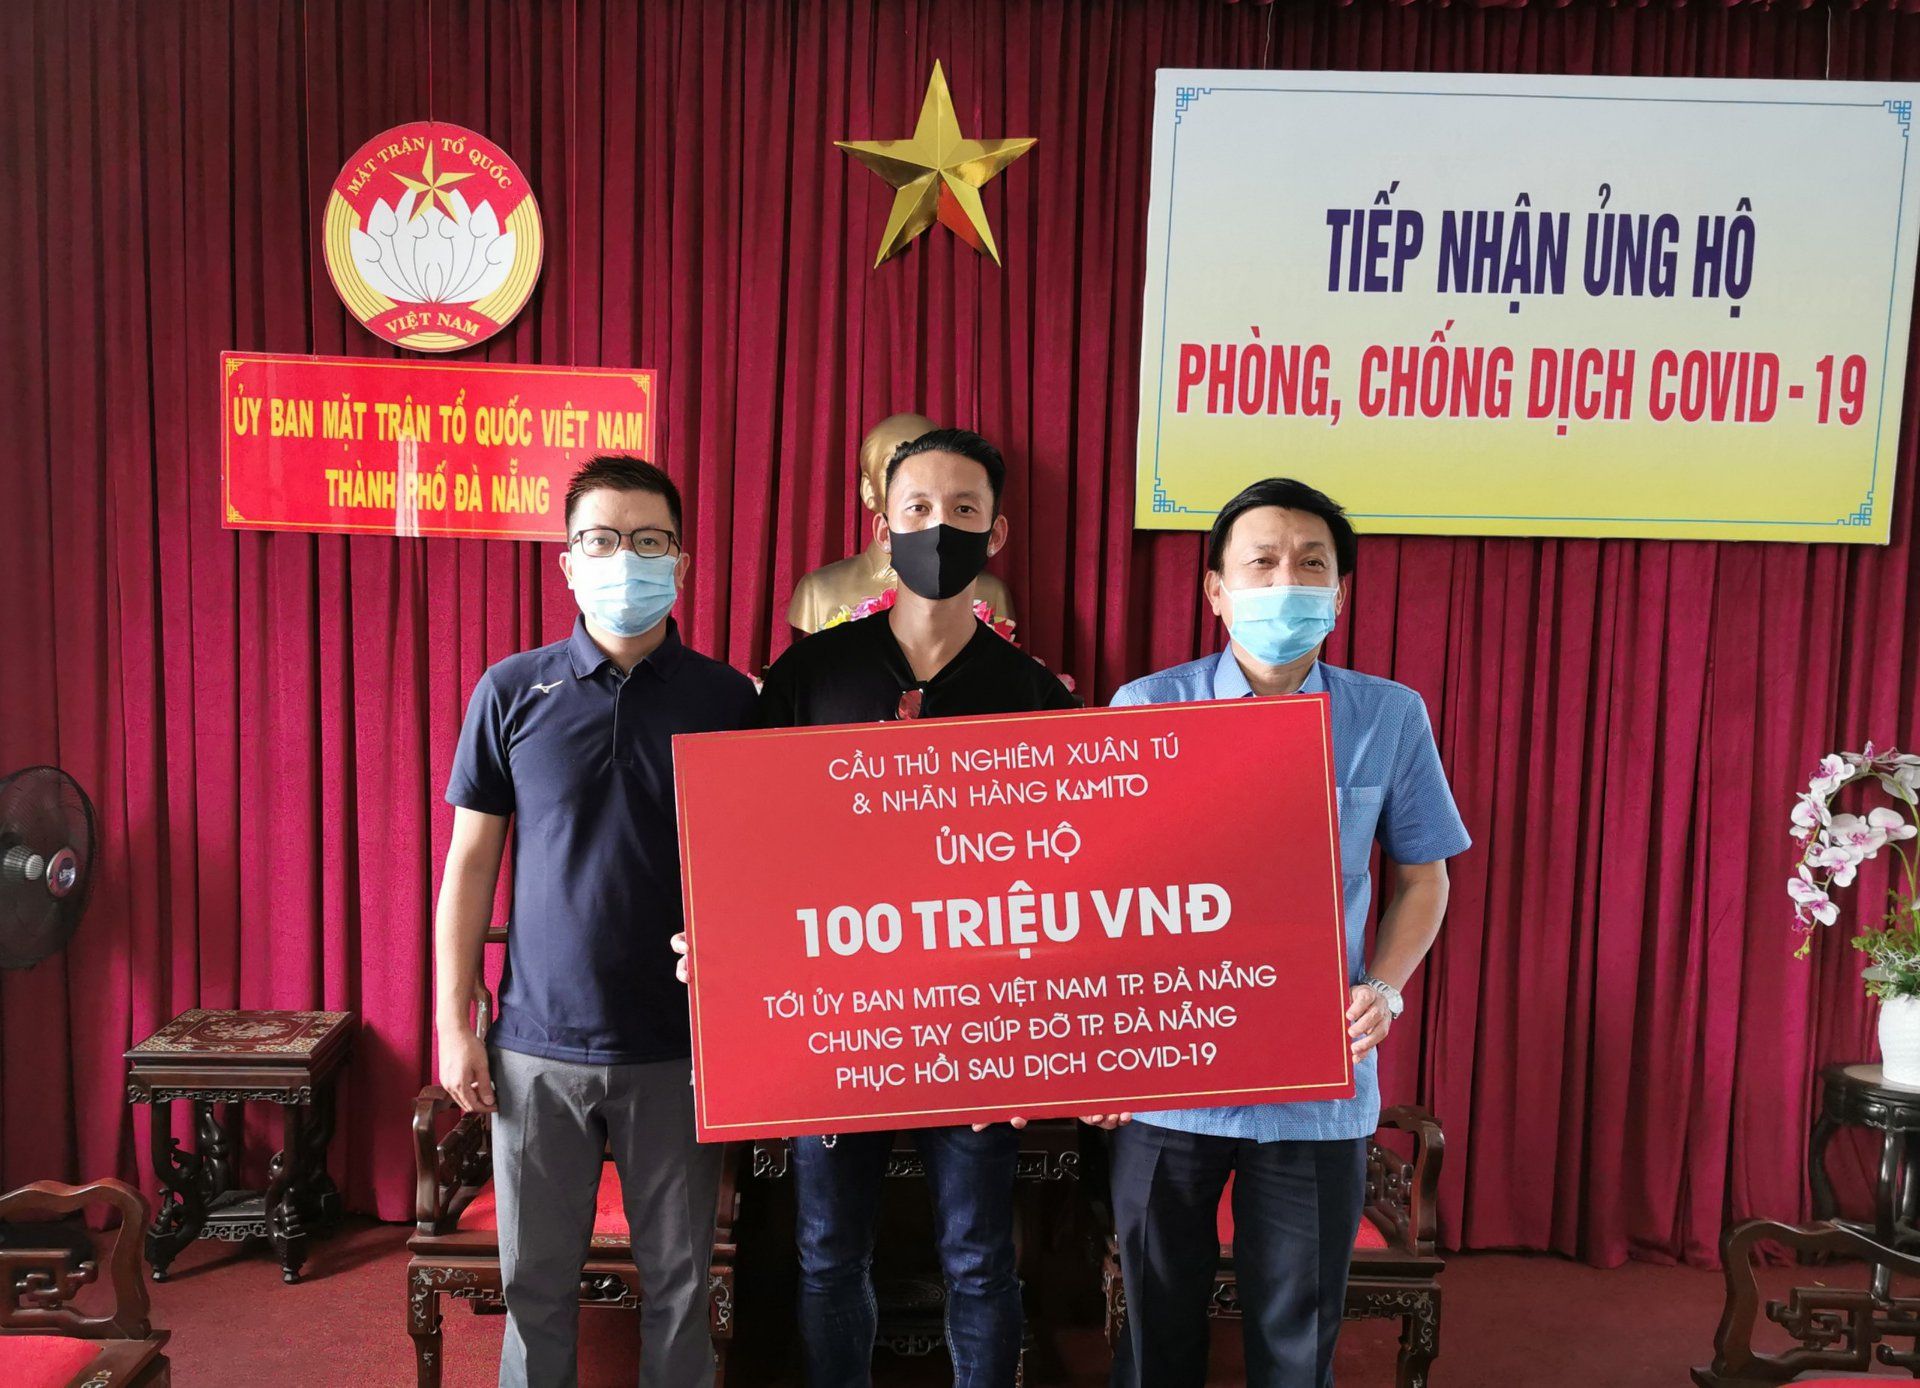 MẶT TRẬN TỔ QUỐC
VIỆT NAM
ỦY BAN MẶT TRẬN TỔ QUỐC VIỆT NAM
THÀNH PHỐ ĐÀ NẴNG
TIẾP NHẬN ỦNG HỘ
PHÒNG, CHỐNG DỊCH COVID - 19
CẦU THỦ NGHIÊM XUÂN TÚ
& NHÃN HÀNG KAMITO
ỦNG HỘ
100 TRIỆU VNĐ
TỚI ỦY BAN MTTQ VIỆT NAM TP. ĐÀ NẴNG
CHUNG TAY GIÚP ĐỠ TP. ĐÀ NẴNG
PHỤC HỒI SAU DỊCH COVID-19